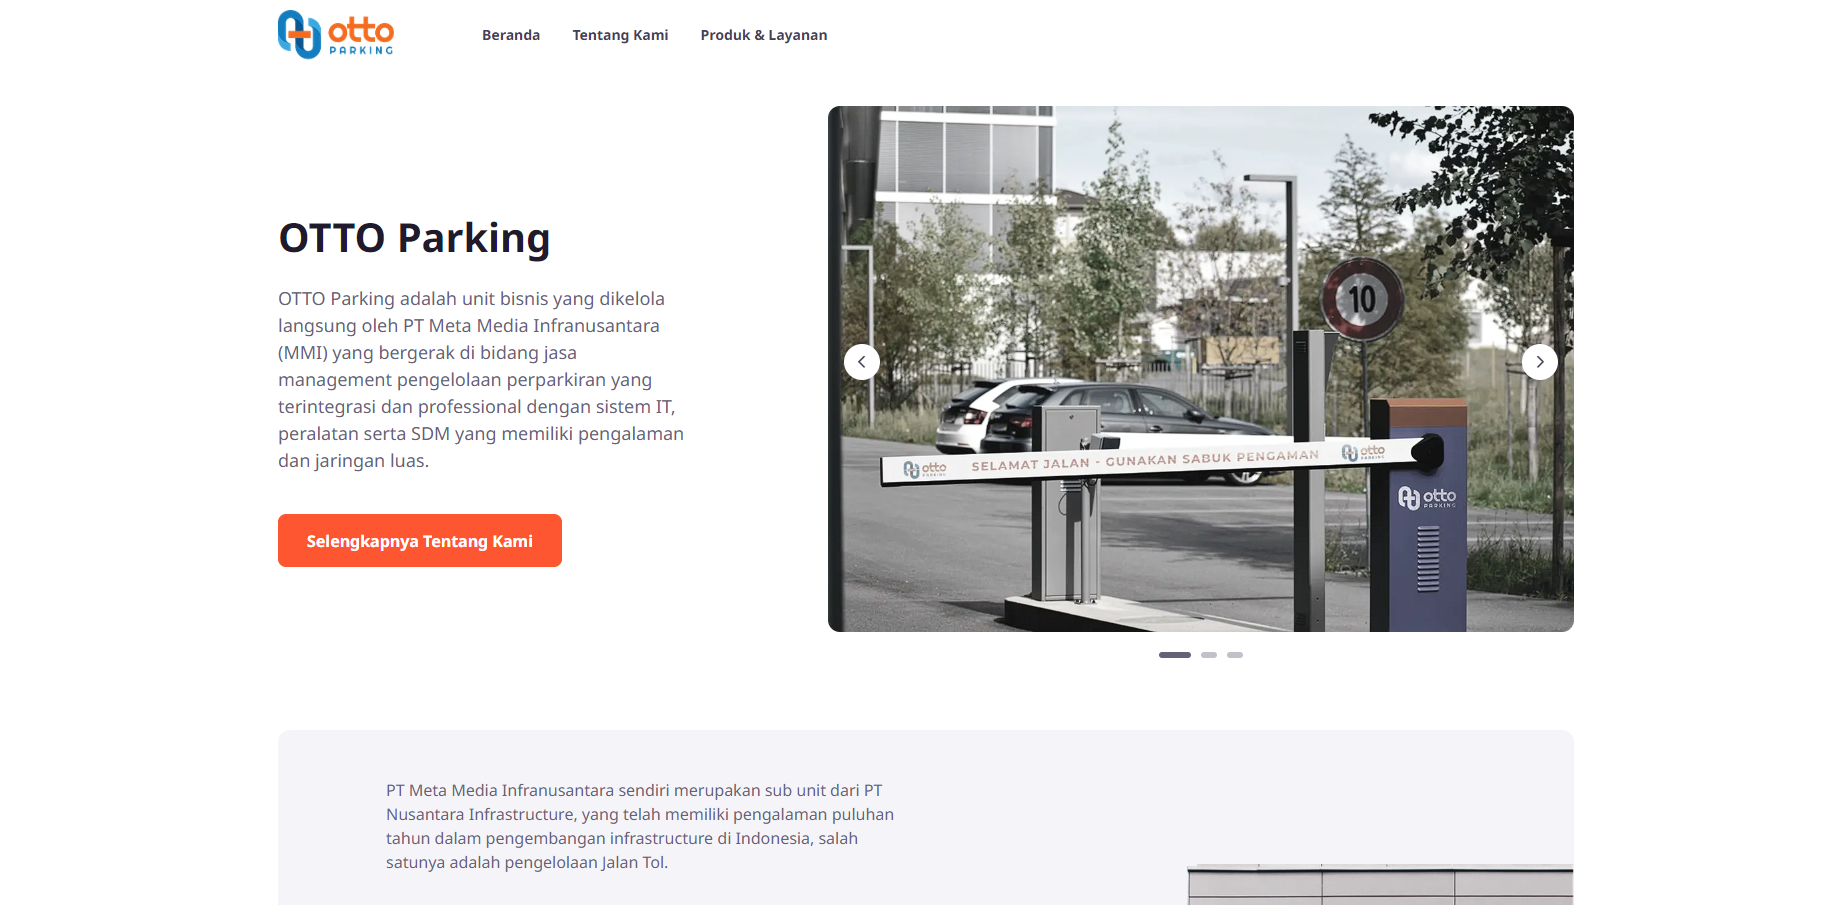 otto
PARKING
Beranda
Tentang Kami
Produk & Layanan
OTTO Parking
OTTO Parking adalah unit bisnis yang dikelola
langsung oleh PT Meta Media Infranusantara
(MMI) yang bergerak di bidang jasa
management pengelolaan perparkiran yang
terintegrasi dan professional dengan sistem IT,
peralatan serta SDM yang memiliki pengalaman
dan jaringan luas.
Selengkapnya Tentang Kami
10
otto
PARKING
SELAMAT JALAN - GUNAKAN SABUK PENGAMAN
otto
PARKING
otto
PARKING
PT Meta Media Infranusantara sendiri merupakan sub unit dari PT
Nusantara Infrastructure, yang telah memiliki pengalaman puluhan
tahun dalam pengembangan infrastructure di Indonesia, salah
satunya adalah pengelolaan Jalan Tol.